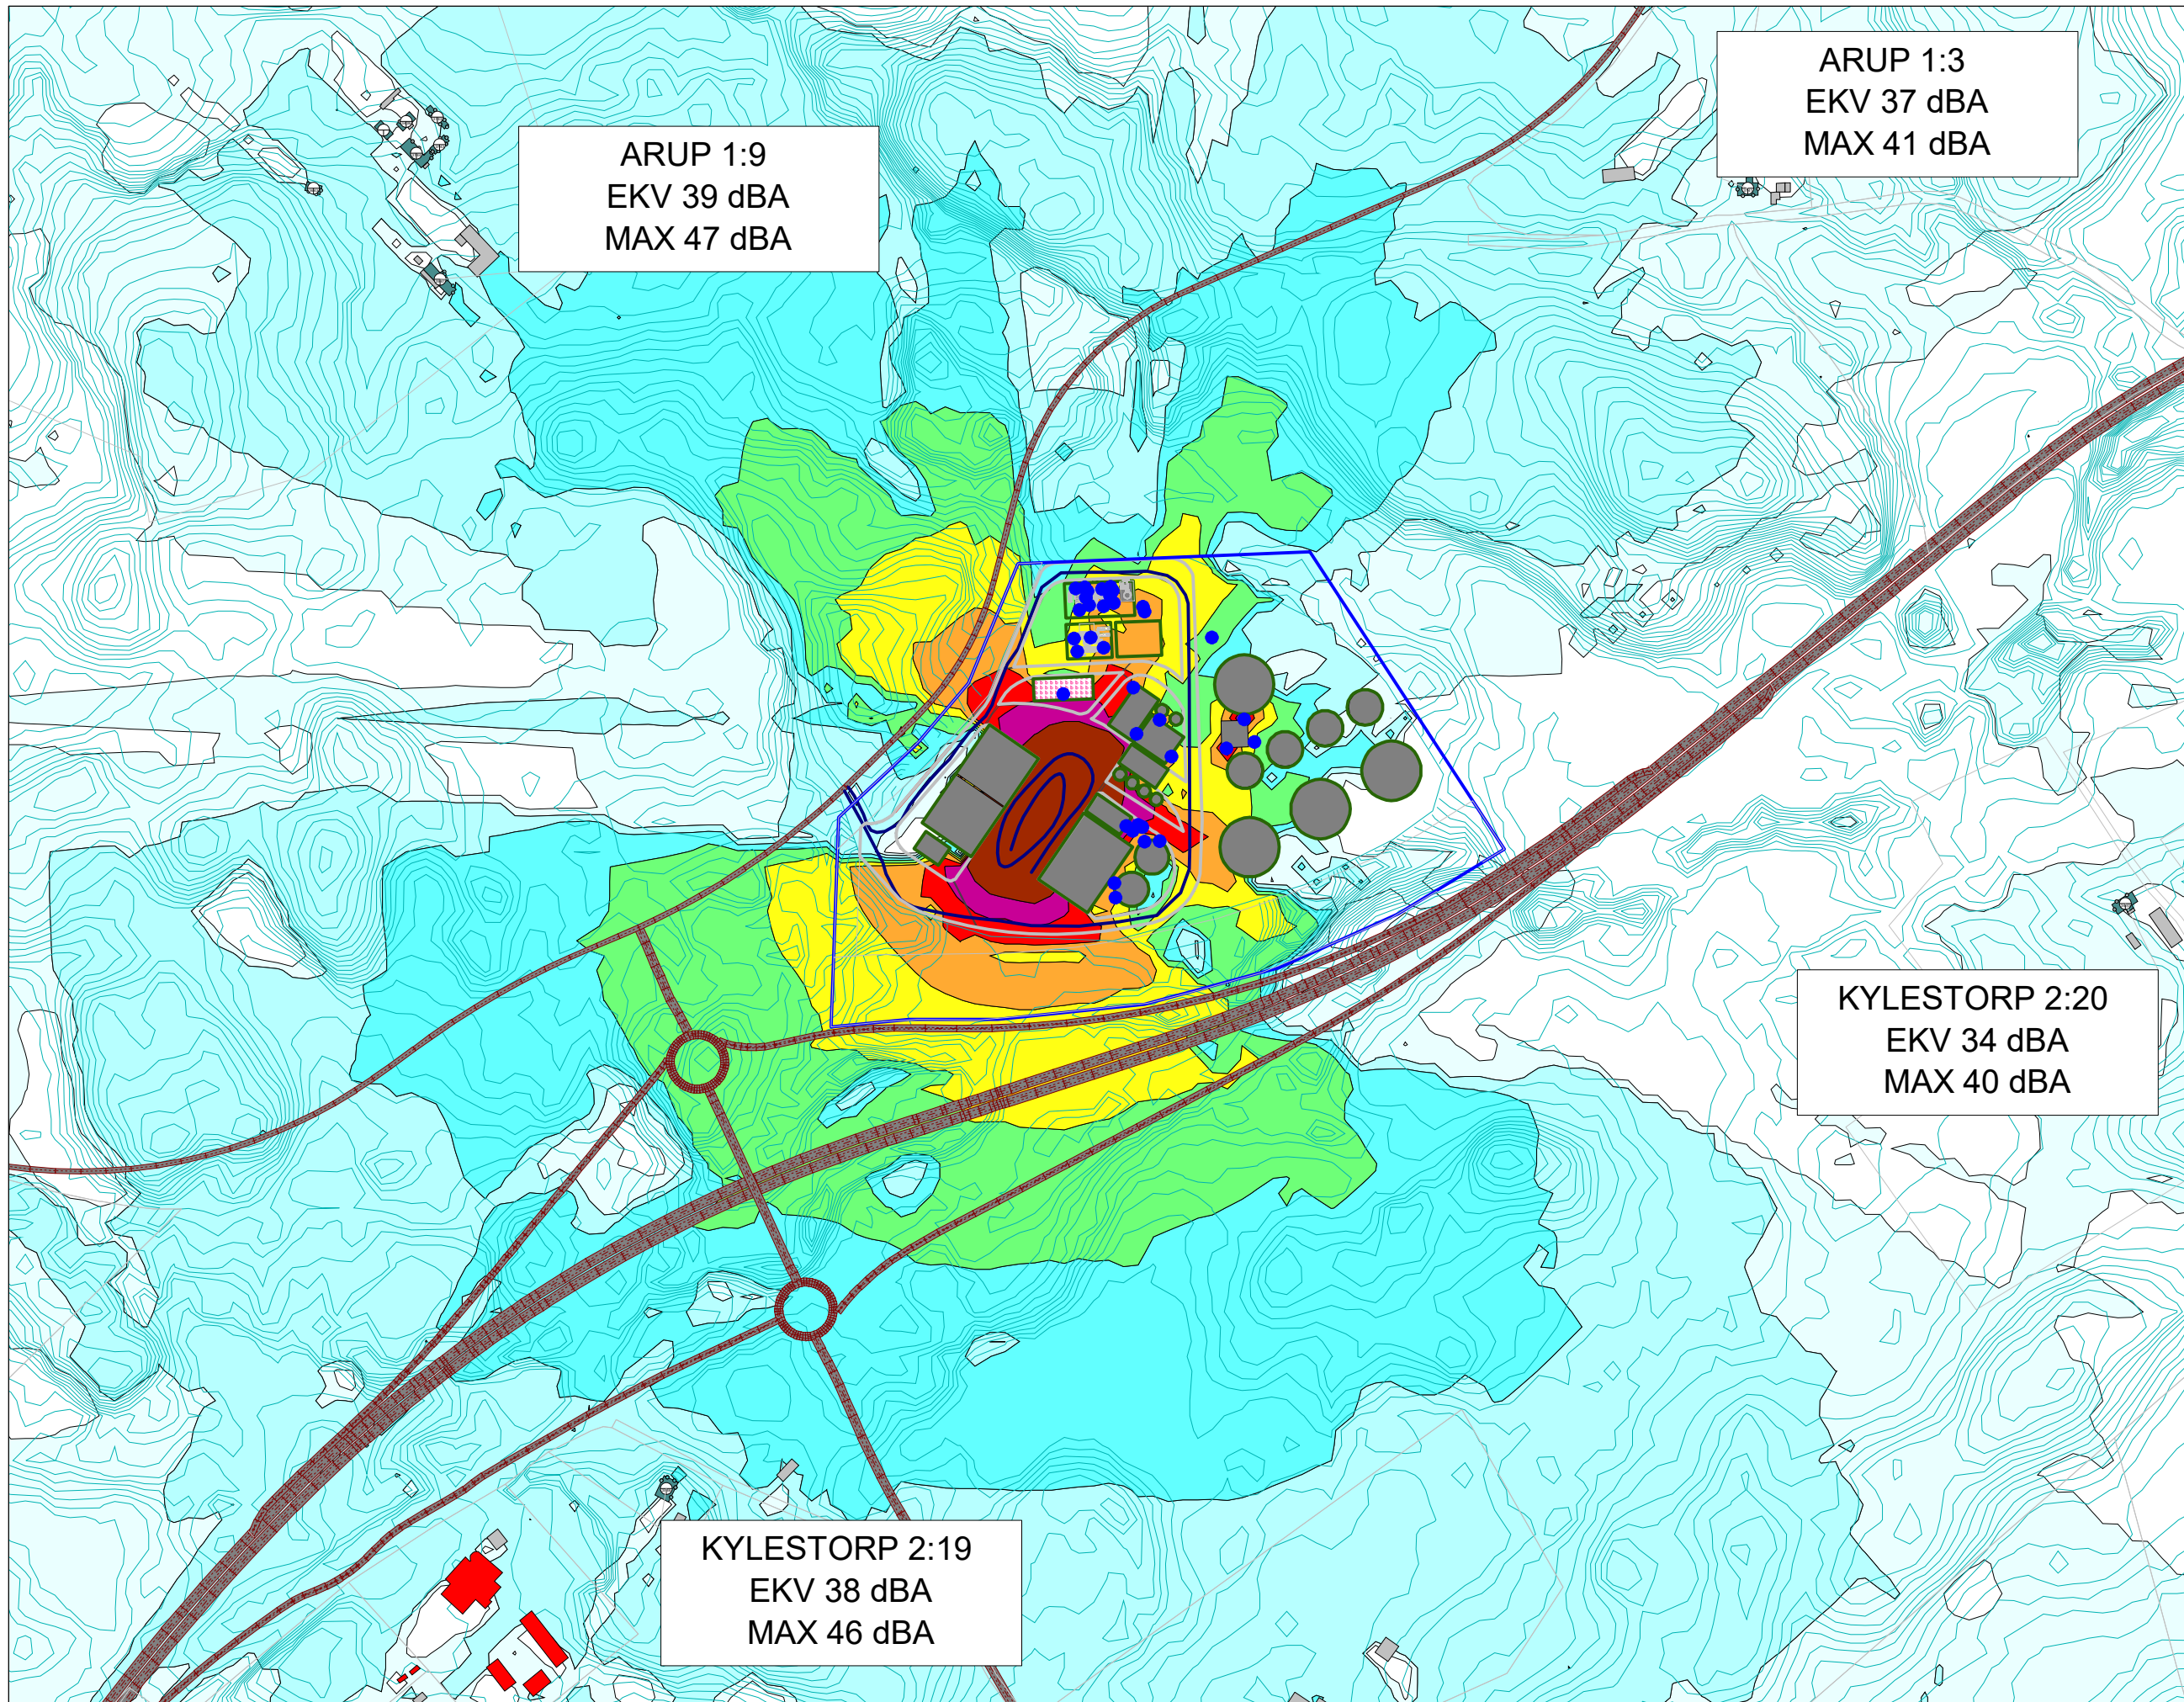 ARUP 1:9
EKV 39 dBA
MAX 47 dBA
ARUP 1:3
EKV 37 dBA
MAX 41 dBA
KYLESTORP 2:20
EKV 34 dBA
MAX 40 dBA
KYLESTORP 2:19
EKV 38 dBA
MAX 46 dBA